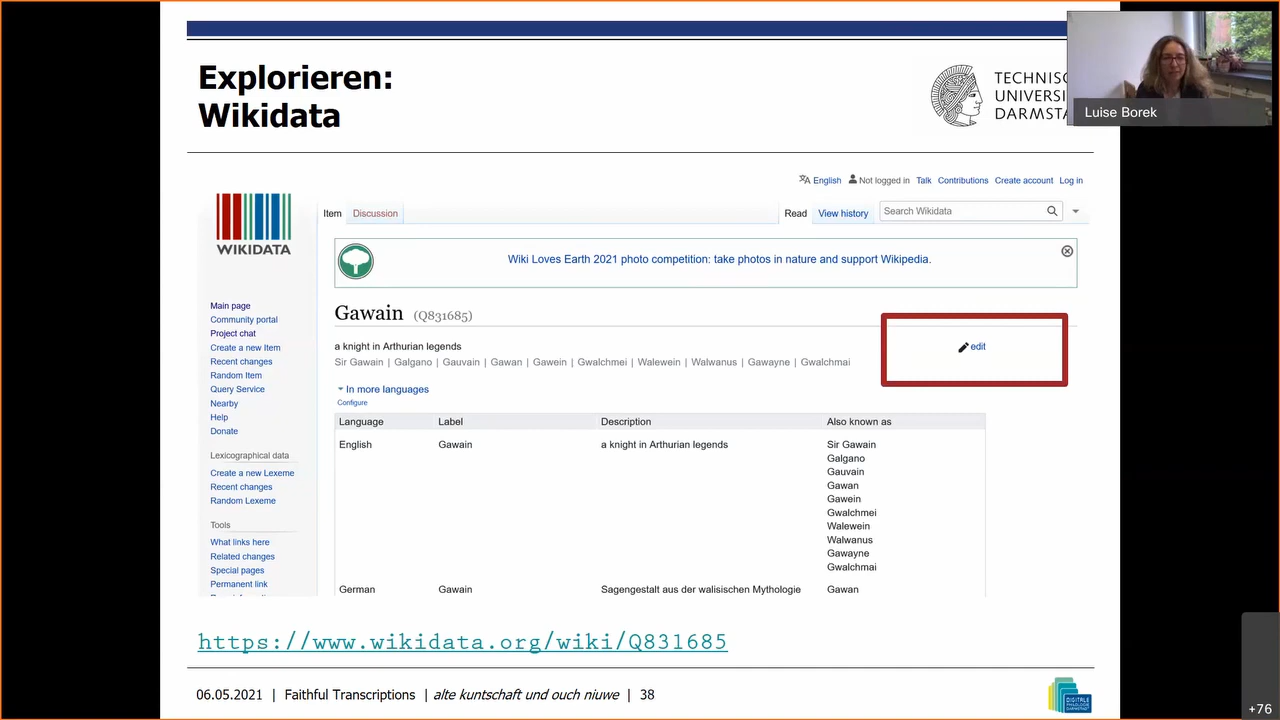 Explorieren:
Wikidata
TECHNISC
UNIVERSI
DARMSTA
Luise Borek
English Not logged in Talk Contributions Create account Log in
WIKIDATA
Item Discussion Read View history Search Wikidata
Wiki Loves Earth 2021 photo competition: take photos in nature and support Wikipedia.
Main page
Community portal
Project chat
Create a new Item
Recent changes
Random Item
Query Service
Nearby
Help
Donate
Lexicographical data
Create a new Lexeme
Recent changes
Random Lexeme
Tools
What links here
Related changes
Special pages
Permanent link
Gawain (Q831685)
a knight in Arthurian legends
edit
Sir Gawain | Galgano | Gauvain | Gawan | Gawein | Gwalchmei | Walewein | Walwanus | Gawayne | Gwalchmai
In more languages
Configure
Language Label Description Also known as
English Gawain a knight in Arthurian legends Sir Gawain
Galgano
Gauvain
Gawan
Gawein
Gwalchmei
Walewein
Walwanus
Gawayne
Gwalchmai
German Gawain Sagengestalt aus der walisischen Mythologie Gawan
https://www.wikidata.org/wiki/Q831685
06.05.2021 | Faithful Transcriptions | alte kuntschaft und ouch niuwe | 38
DIGITALE
PHILOLOGIE
DARMSTADT
+76